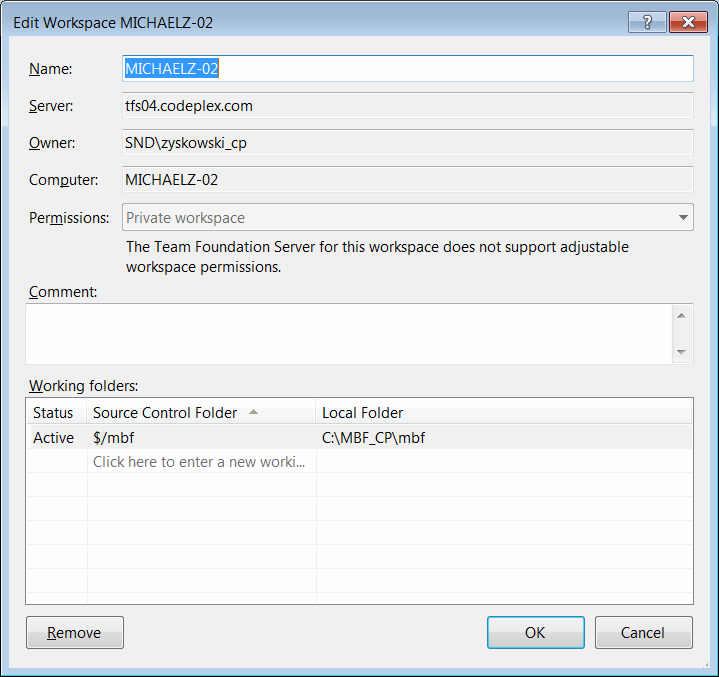 Edit Workspace MICHAELZ-02
?
Name: MICHAELZ-02
Server: tfs04.codeplex.com
Owner: SND\zyskowski_cp
Computer: MICHAELZ-02
Permissions: Private workspace
The Team Foundation Server for this workspace does not support adjustable
workspace permissions.
Comment:
Working folders:
Status Source Control Folder Local Folder
Active $/mbf C:\MBF_CP\mbf
Click here to enter a new worki...
Remove OK Cancel